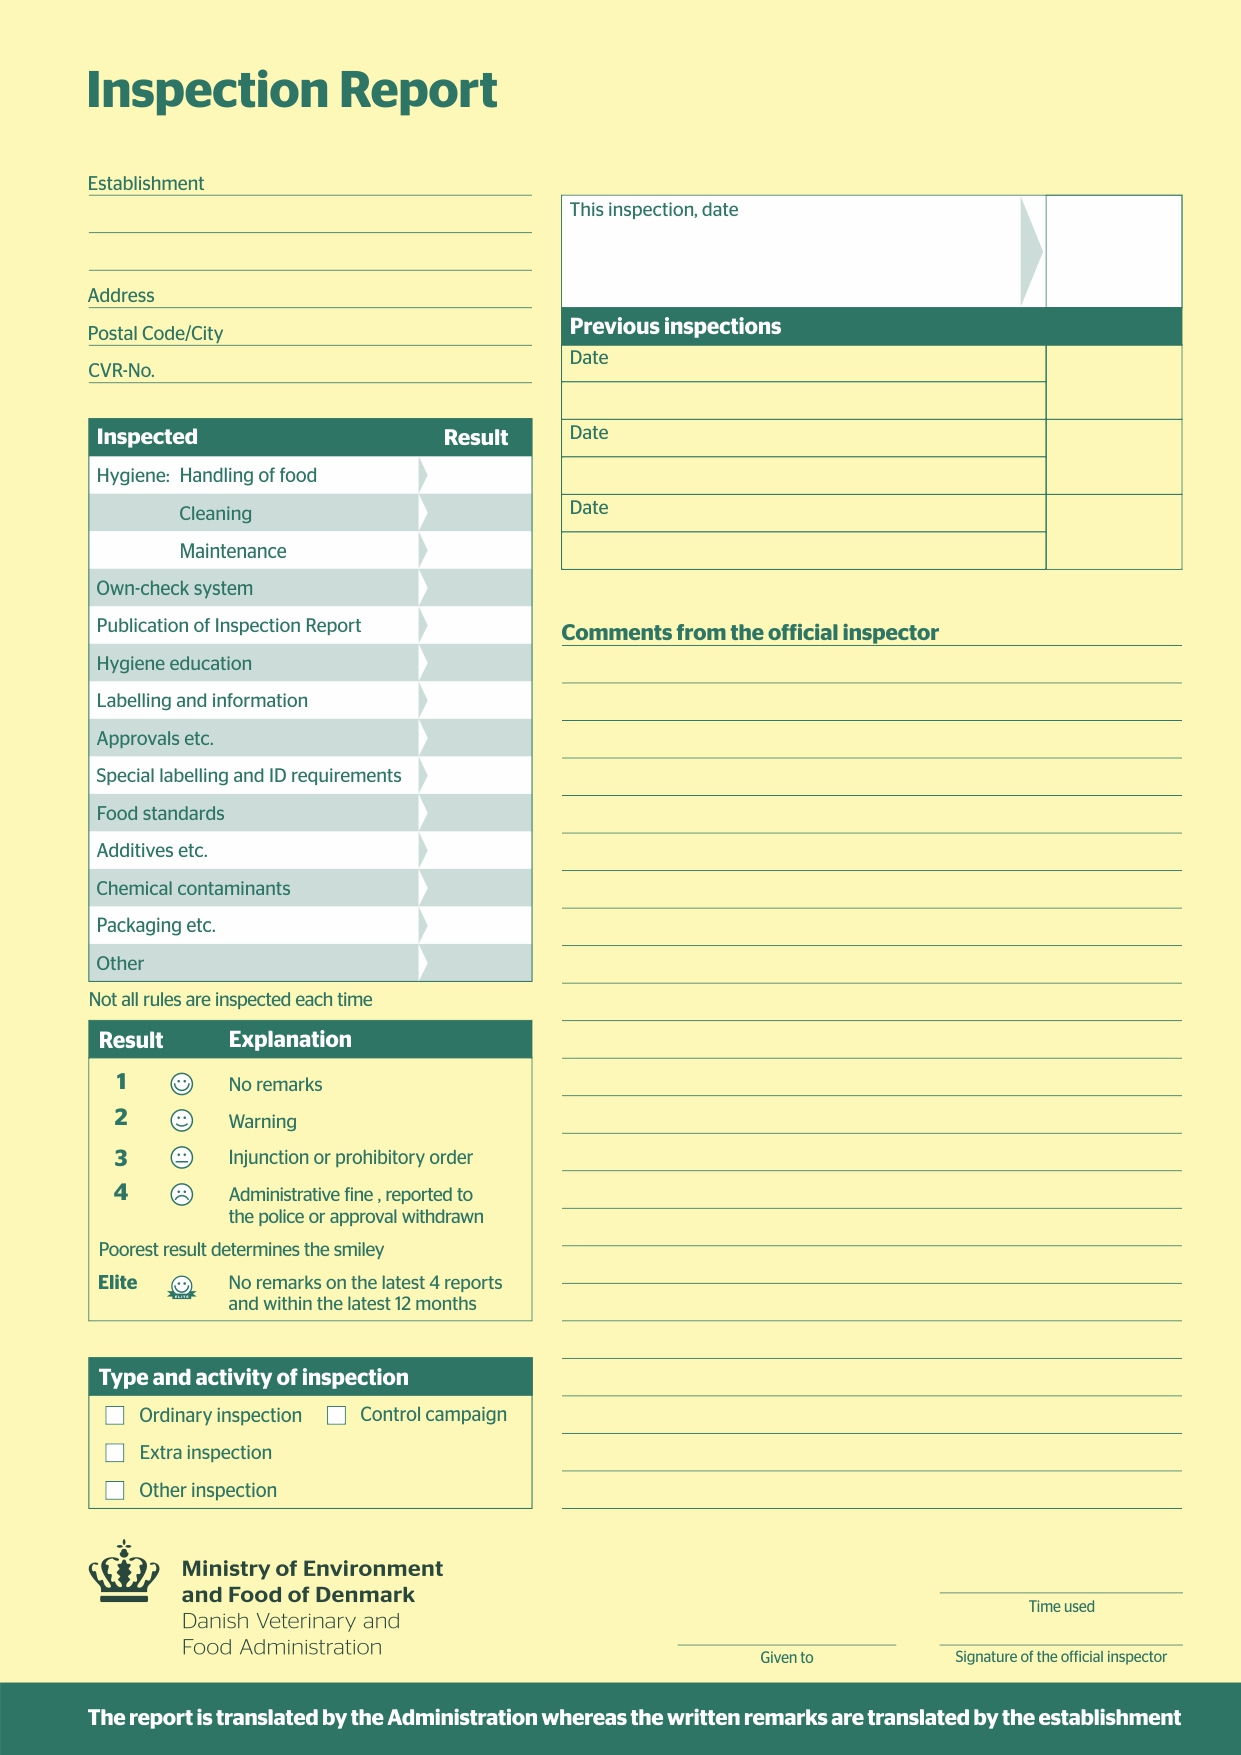 Inspection Report
Establishment
Address
Postal Code/City
CVR-No.
This inspection, date
Previous inspections
Date
Date
Date
Inspected Result
Hygiene: Handling of food
Cleaning
Maintenance
Own-check system
Publication of Inspection Report
Hygiene education
Labelling and information
Approvals etc.
Special labelling and ID requirements
Food standards
Additives etc.
Chemical contaminants
Packaging etc.
Other
Not all rules are inspected each time
Result Explanation
1 No remarks
2 Warning
3 Injunction or prohibitory order
4 Administrative fine , reported to
the police or approval withdrawn
Poorest result determines the smiley
Elite No remarks on the latest 4 reports
and within the latest 12 months
Type and activity of inspection
Ordinary inspection Control campaign
Extra inspection
Other inspection
Comments from the official inspector
Ministry of Environment
and Food of Denmark
Danish Veterinary and
Food Administration
Time used
Given to
Signature of the official inspector
The report is translated by the Administration whereas the written remarks are translated by the establishment